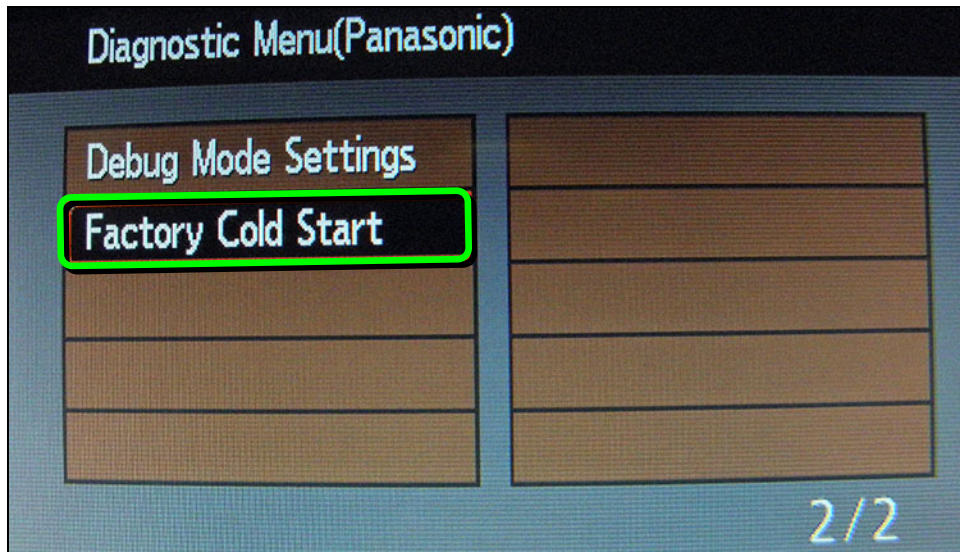 Diagnostic Menu(Panasonic)
Debug Mode Settings
Factory Cold Start
2/2